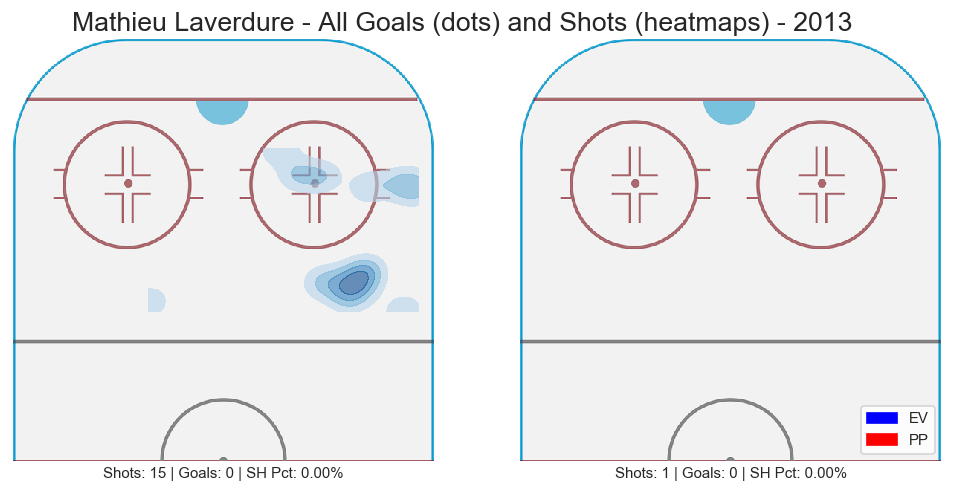 Mathieu Laverdure - All Goals (dots) and Shots (heatmaps) - 2013
EV
PP
Shots: 15 | Goals: 0 | SH Pct: 0.00%
Shots: 1 | Goals: 0 | SH Pct: 0.00%